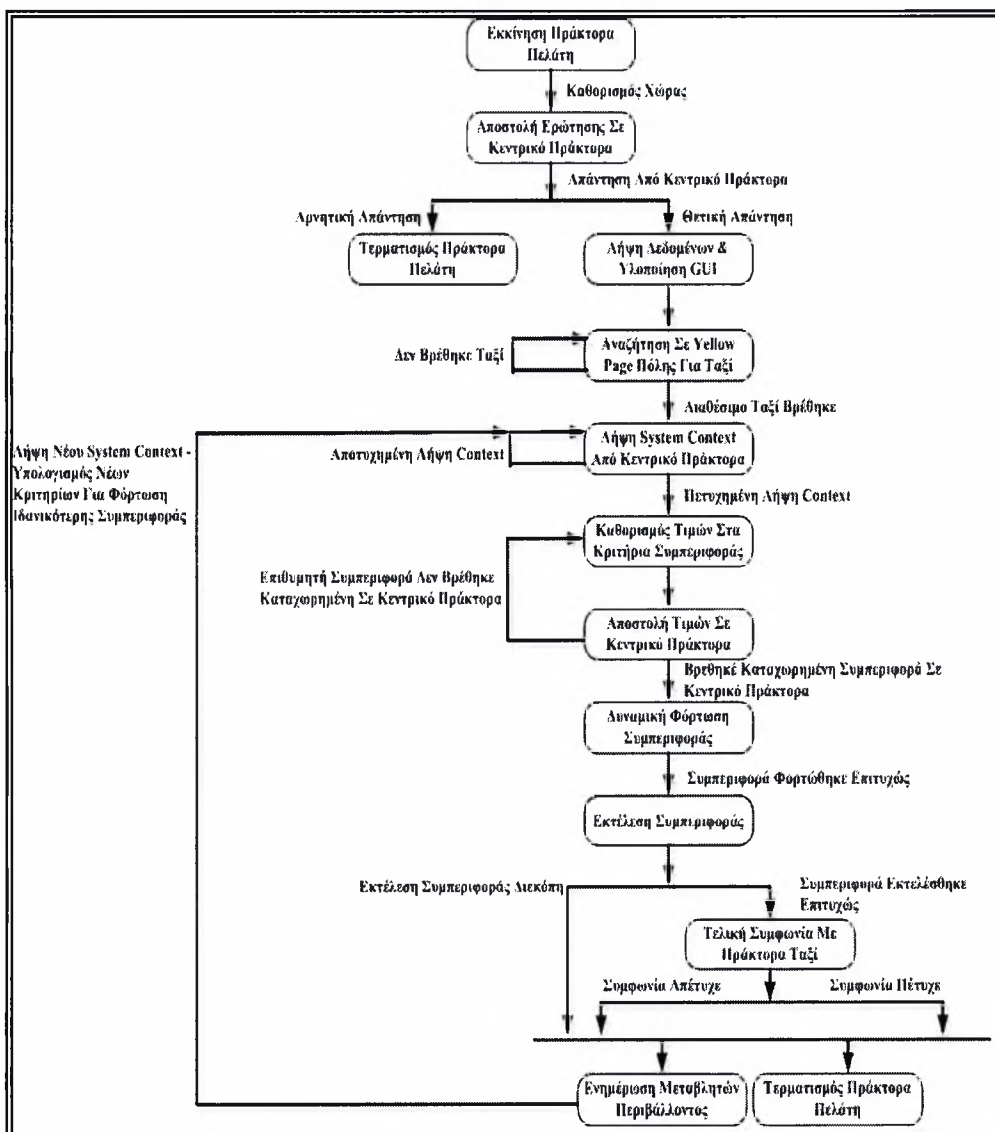 Εκκίνηση Πράκτορα
Πελάτη
Καθορισμός Χώρας
Αποστολή Ερώτησης Σε
Κεντρικό Πράκτορα
Απάντηση Από Κεντρικό Πράκτορα
Αρνητική Απάντηση
Θετική Απάντηση
Τερματισμός Πράκτορα
Πελάτη
Λήψη Δεδομένων &
Υλοποίηση GUI
Δεν Βρέθηκε Ταξί
Αναζήτηση Σε Yellow
Page Πόλης Για Ταξί
Διαθέσιμο Ταξί Βρέθηκε
Λήψη Νέου System Context -
Υπολογισμός Νέων
Κριτηρίων Για Φόρτωση
Ιδανικότερης Συμπεριφοράς
Αποτυχημένη Λήψη Context
Λήψη System Context
Από Κεντρικό Πράκτορα
Πετυχημένη Λήψη Context
Καθορισμός Τιμών Στα
Κριτήρια Συμπεριφοράς
Επιθυμητή Συμπεριφορά Δεν Βρέθηκε
Καταχωρημένη Σε Κεντρικό Πράκτορα
Αποστολή Τιμών Σε
Κεντρικό Πράκτορα
Βρεθηκέ Καταχωρημένη Συμπεριφορά Σε
Κεντρικό Πράκτορα
Δυναμική Φόρτωση
Συμπεριφοράς
Συμπεριφορά Φορτώθηκε Επιτυχώς
Εκτέλεση Συμπεριφοράς
Εκτέλεση Συμπεριφοράς Διεκόπη
Συμπεριφορά Εκτελέσθηκε
Επιτυχώς
Τελική Συμφωνία Με
Πράκτορα Ταξί
Συμφωνία Απέτυχε
Συμφωνία Πέτυχε
Ενημέρωση Μεταβλητών
Περιβάλλοντος
Τερματισμός Πράκτορα
Πελάτη